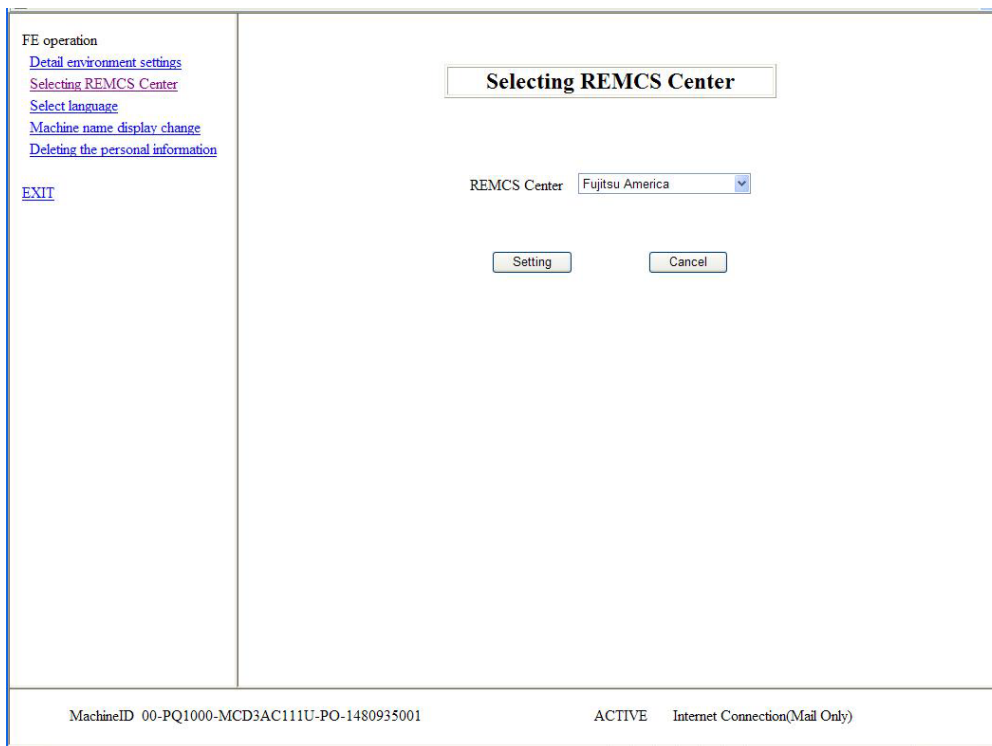 FE operation
Detail environment settings
Selecting REMCS Center
Select language
Machine name display change
Deleting the personal information
EXIT
Selecting REMCS Center
REMCS Center Fujitsu America
Setting Cancel
MachineID 00-PQ1000-MCD3AC111U-PO-1480935001 ACTIVE Internet Connection(Mail Only)